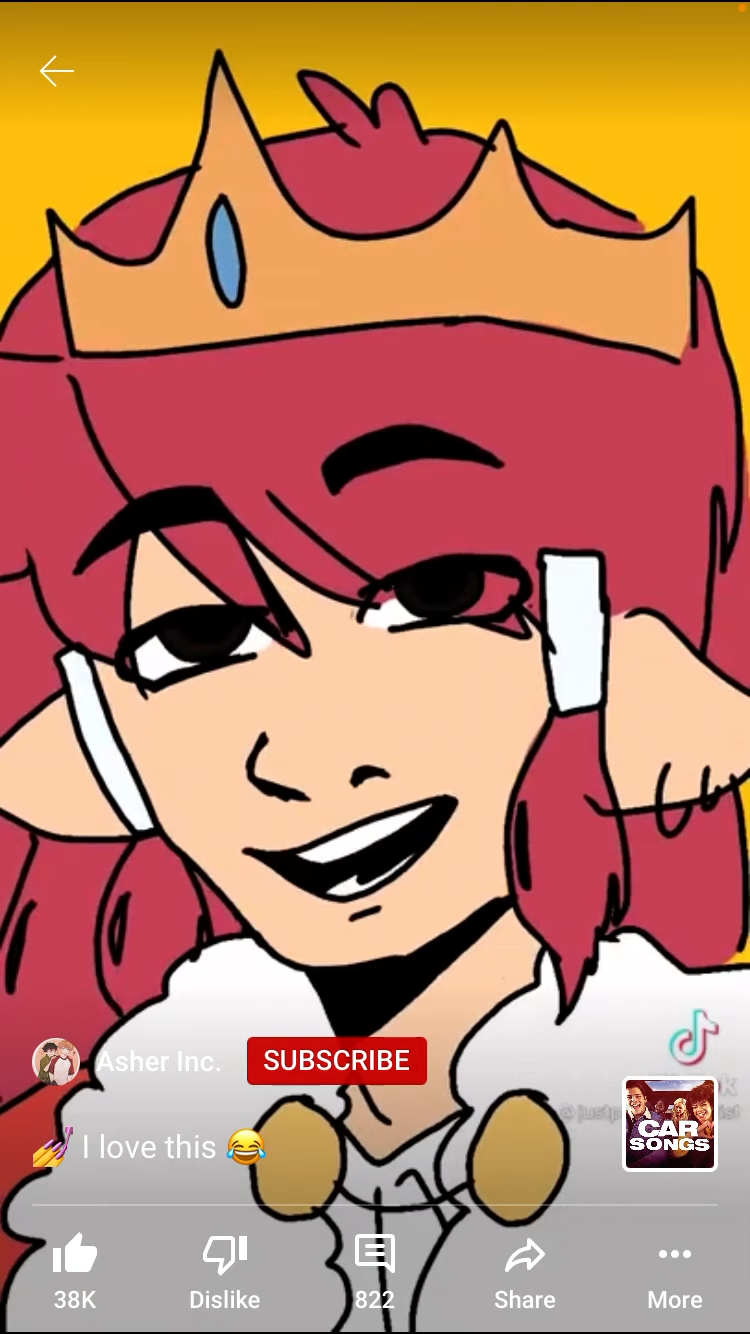 Asher Inc. SUBSCRIBE
💅 I love this 😂
CAR
SONGS
38K Dislike 822 Share More